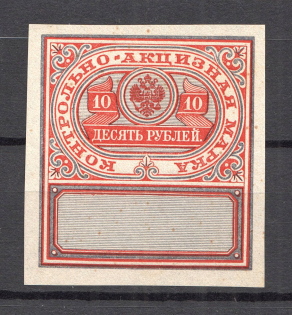 КОНТРОЛЬНО-АКЦИЗНАЯ МАРКА
10 10
ДЕСЯТЬ РУБЛЕЙ.